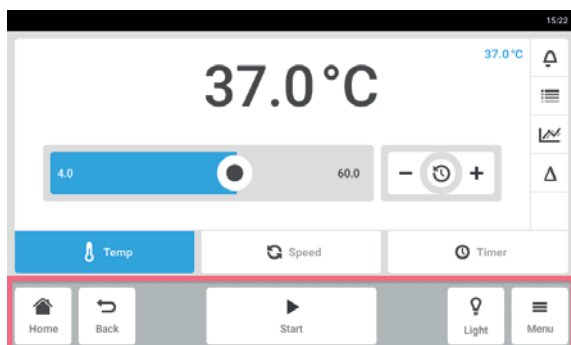 15:22
37.0 °C
37.0 °C
4.0
60.0
Temp
Speed
Timer
Home
Back
Start
Light
Menu